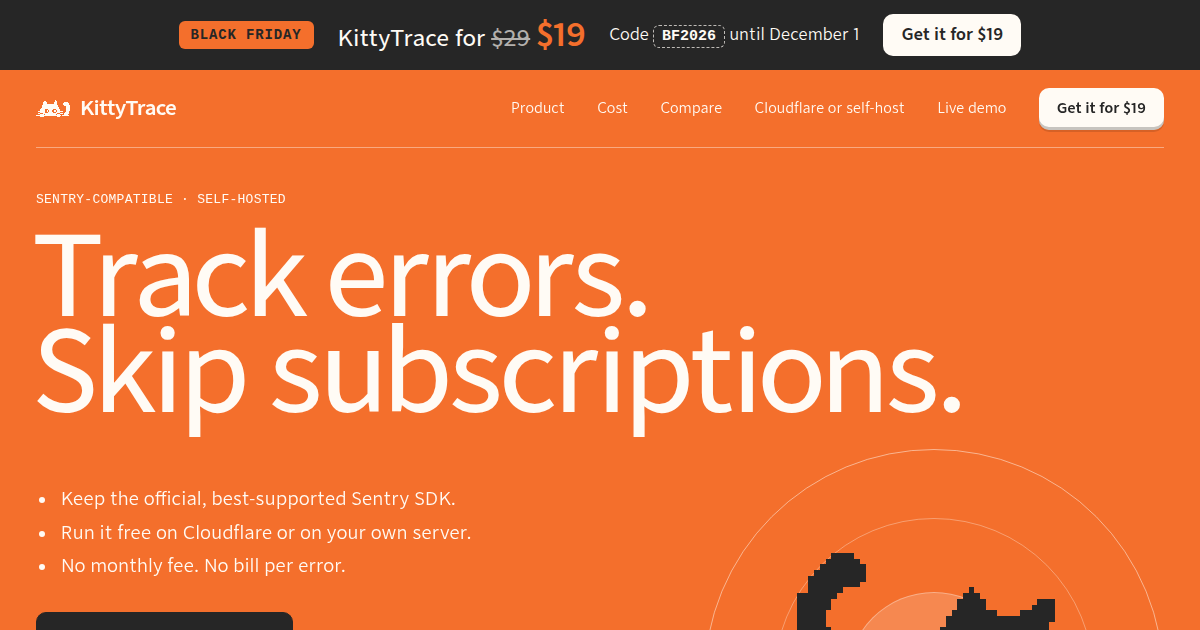 BLACK FRIDAY
KittyTrace for $29 $19
Code BF2026 until December 1
Get it for $19
KittyTrace
Product
Cost
Compare
Cloudflare or self-host
Live demo
Get it for $19
SENTRY-COMPATIBLE · SELF-HOSTED
Track errors.
Skip subscriptions.
• Keep the official, best-supported Sentry SDK.
• Run it free on Cloudflare or on your own server.
• No monthly fee. No bill per error.